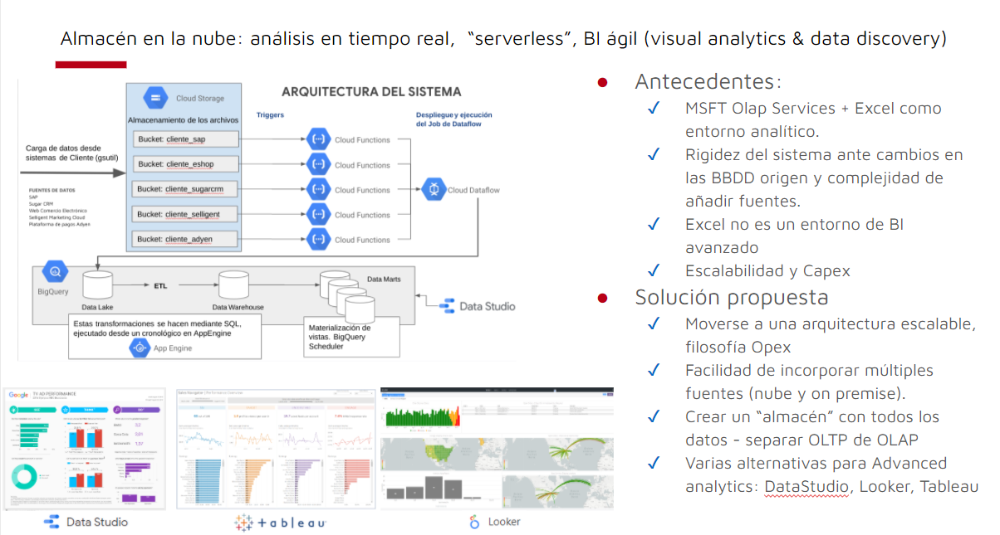 Almacén en la nube: análisis en tiempo real, “serverless”, BI ágil (visual analytics & data discovery)
ARQUITECTURA DEL SISTEMA
Cloud Storage
Almacenamiento de los archivos
Triggers
Despliegue y ejecución
del Job de Dataflow
Carga de datos desde
sistemas de Cliente (gsutil)
Bucket: cliente_sap
Cloud Functions
Bucket: cliente_eshop
Cloud Functions
Bucket: cliente_sugarcrm
Cloud Functions
Bucket: cliente_selligent
Cloud Functions
Bucket: cliente_adyen
Cloud Functions
Cloud Dataflow
FUENTES DE DATOS
SAP
Sugar CRM
Web Comercio Electrónico
Selligent Marketing Cloud
Plataforma de pagos Adyen
BigQuery
Data Lake
ETL
Data Warehouse
Data Marts
Data Studio
Estas transformaciones se hacen mediante SQL,
ejecutado desde un cronológico en AppEngine
App Engine
Materialización de
vistas. BigQuery
Scheduler
Google
TV AD PERFORMANCE
Data Studio
+ableau
Looker
Antecedentes:
MSFT Olap Services + Excel como
entorno analítico.
Rigidez del sistema ante cambios en
las BBDD origen y complejidad de
añadir fuentes.
Excel no es un entorno de BI
avanzado
Escalabilidad y Capex
Solución propuesta
Moverse a una arquitectura escalable,
filosofía Opex
Facilidad de incorporar múltiples
fuentes (nube y on premise).
Crear un “almacén” con todos los
datos - separar OLTP de OLAP
Varias alternativas para Advanced
analytics: DataStudio, Looker, Tableau